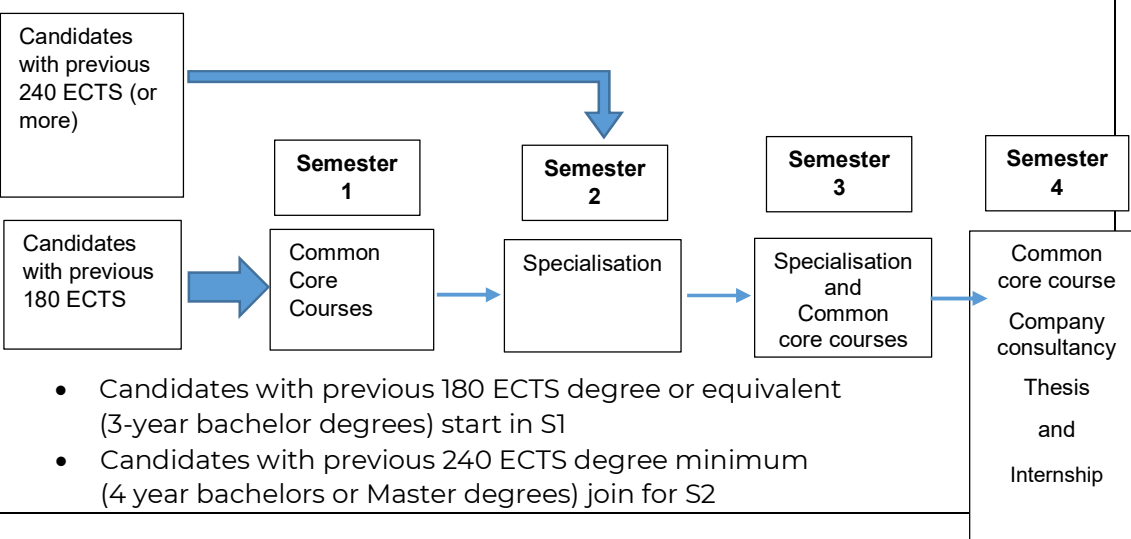 Candidates
with previous
240 ECTS (or
more)
Semester
1
Semester
2
Semester
3
Semester
4
Candidates
with previous
180 ECTS
Common
Core
Courses
Specialisation
Specialisation
and
Common
core courses
Common
core course
Company
consultancy
Thesis
and
Internship
• Candidates with previous 180 ECTS degree or equivalent
(3-year bachelor degrees) start in S1
• Candidates with previous 240 ECTS degree minimum
(4 year bachelors or Master degrees) join for S2